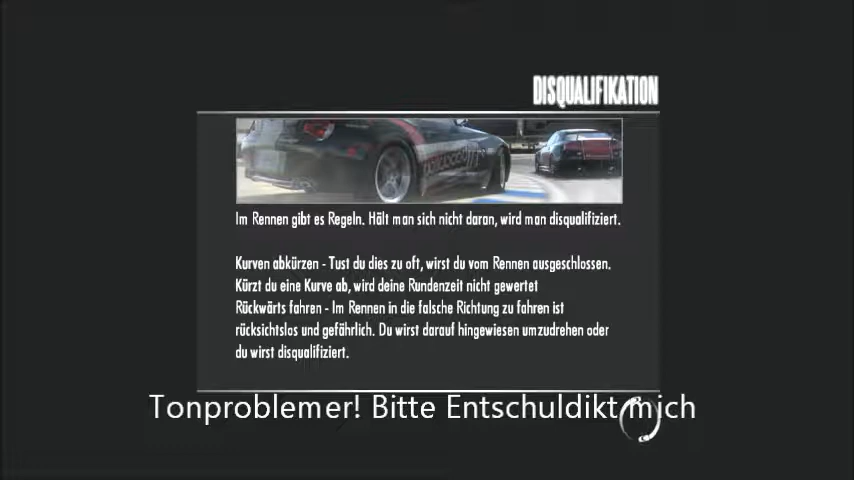 DISQUALIFIKATION
Im Rennen gibt es Regeln. Hält man sich nicht daran, wird man disqualifiziert.
Kurven abkürzen - Tust du dies zu oft, wirst du vom Rennen ausgeschlossen.
Kürzt du eine Kurve ab, wird deine Rundenzeit nicht gewertet
Rückwärts fahren - Im Rennen in die falsche Richtung zu fahren ist
rücksichtslos und gefährlich. Du wirst darauf hingewiesen umzudrehen oder
du wirst disqualifiziert.
Tonproblemer! Bitte Entschuldikt mich